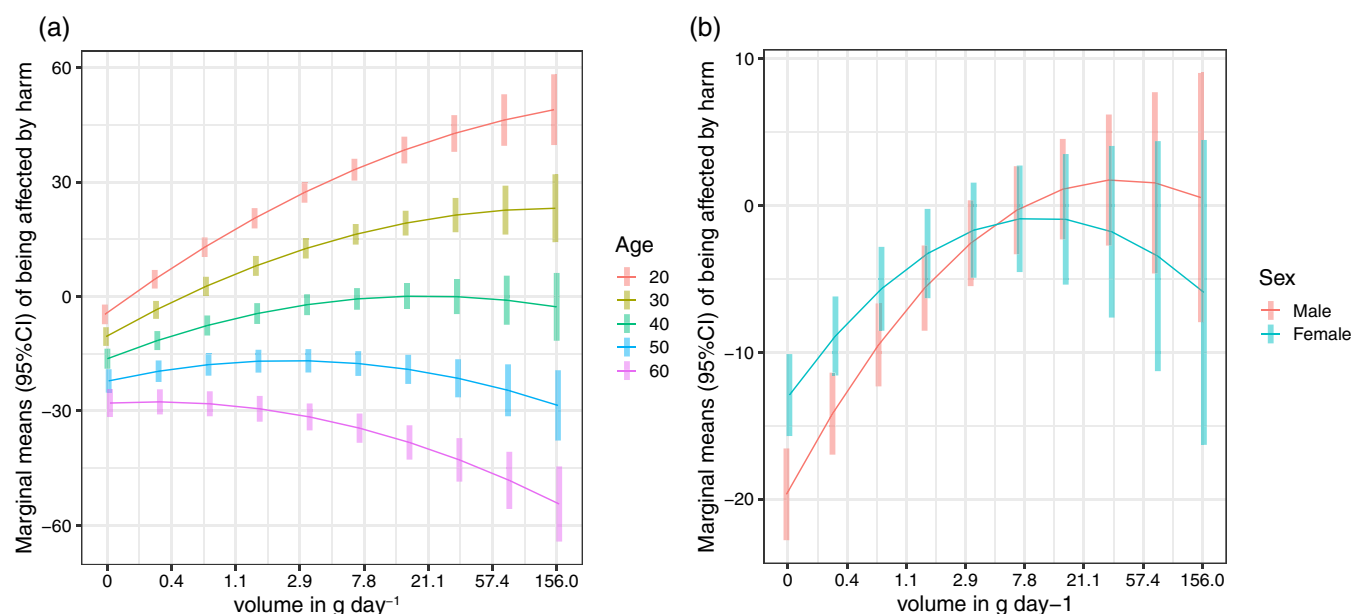 (a)
Marginal means (95%CI) of being affected by harm
60
30
0
−30
−60
0 0.4 1.1 2.9 7.8 21.1 57.4 156.0
volume in g day⁻¹
Age
20
30
40
50
60
(b)
Marginal means (95%CI) of being affected by harm
10
0
−10
−20
0 0.4 1.1 2.9 7.8 21.1 57.4 156.0
volume in g day−1
Sex
Male
Female